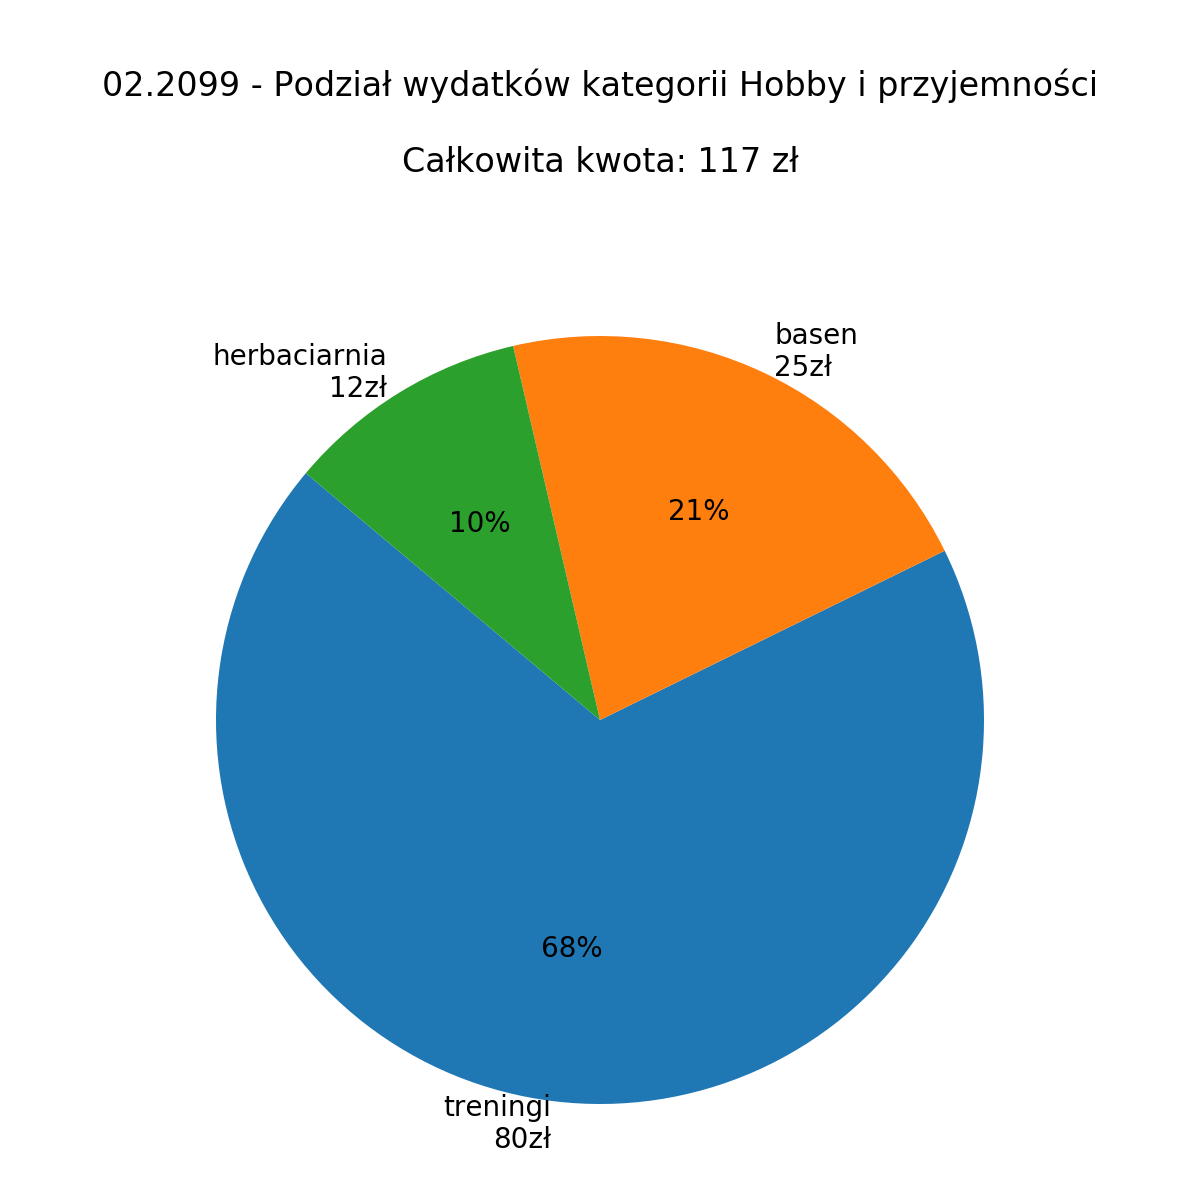 02.2099 - Podział wydatków kategorii Hobby i przyjemności
Całkowita kwota: 117 zł
basen
25zł
herbaciarnia
12zł
21%
10%
68%
treningi
80zł